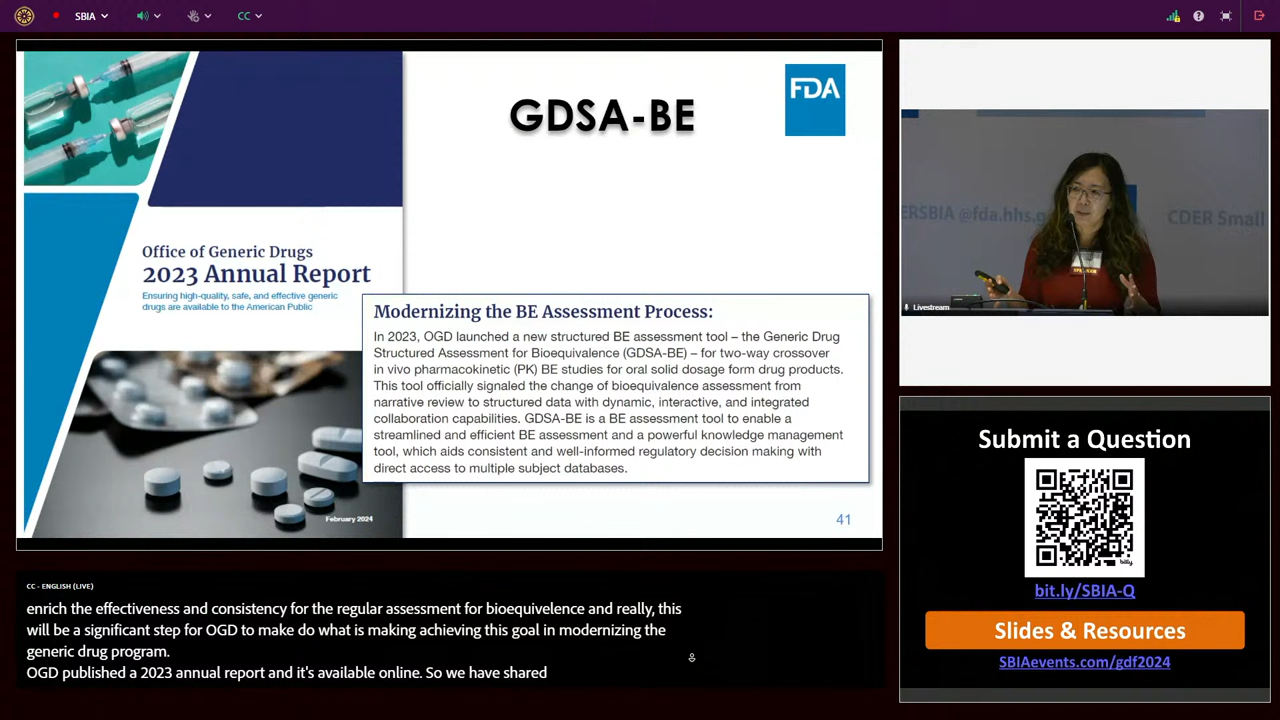 SBIA
CC
GDSA-BE
FDA
Office of Generic Drugs
2023 Annual Report
Ensuring high-quality, safe, and effective generic
drugs are available to the American Public
February 2024
Modernizing the BE Assessment Process:
In 2023, OGD launched a new structured BE assessment tool – the Generic Drug
Structured Assessment for Bioequivalence (GDSA-BE) – for two-way crossover
in vivo pharmacokinetic (PK) BE studies for oral solid dosage form drug products.
This tool officially signaled the change of bioequivalence assessment from
narrative review to structured data with dynamic, interactive, and integrated
collaboration capabilities. GDSA-BE is a BE assessment tool to enable a
streamlined and efficient BE assessment and a powerful knowledge management
tool, which aids consistent and well-informed regulatory decision making with
direct access to multiple subject databases.
41
ERSBIA @fda.hhs.g
CDER Small
SPEAKER
Livestream
Submit a Question
bitly
bit.ly/SBIA-Q
Slides & Resources
SBIAevents.com/gdf2024
CC - ENGLISH (LIVE)
enrich the effectiveness and consistency for the regular assessment for bioequivelence and really, this
will be a significant step for OGD to make do what is making achieving this goal in modernizing the
generic drug program.
OGD published a 2023 annual report and it's available online. So we have shared